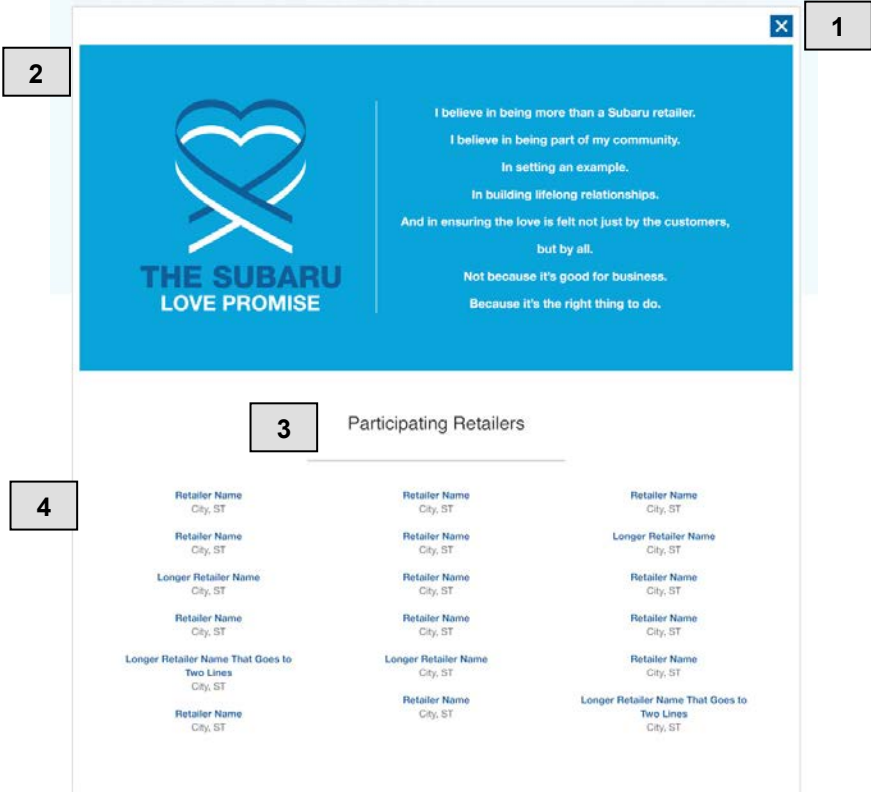 1
2
I believe in being more than a Subaru retailer.
I believe in being part of my community.
In setting an example.
In building lifelong relationships.
And in ensuring the love is felt not just by the customers,
but by all.
Not because it's good for business.
Because it's the right thing to do.
THE SUBARU
LOVE PROMISE
3
Participating Retailers
4
Retailer Name
City, ST
Retailer Name
City, ST
Longer Retailer Name
City, ST
Retailer Name
City, ST
Longer Retailer Name That Goes to
Two Lines
City, ST
Retailer Name
City, ST
Retailer Name
City, ST
Retailer Name
City, ST
Retailer Name
City, ST
Retailer Name
City, ST
Longer Retailer Name
City, ST
Retailer Name
City, ST
Retailer Name
City, ST
Longer Retailer Name
City, ST
Retailer Name
City, ST
Retailer Name
City, ST
Retailer Name
City, ST
Longer Retailer Name That Goes to
Two Lines
City, ST